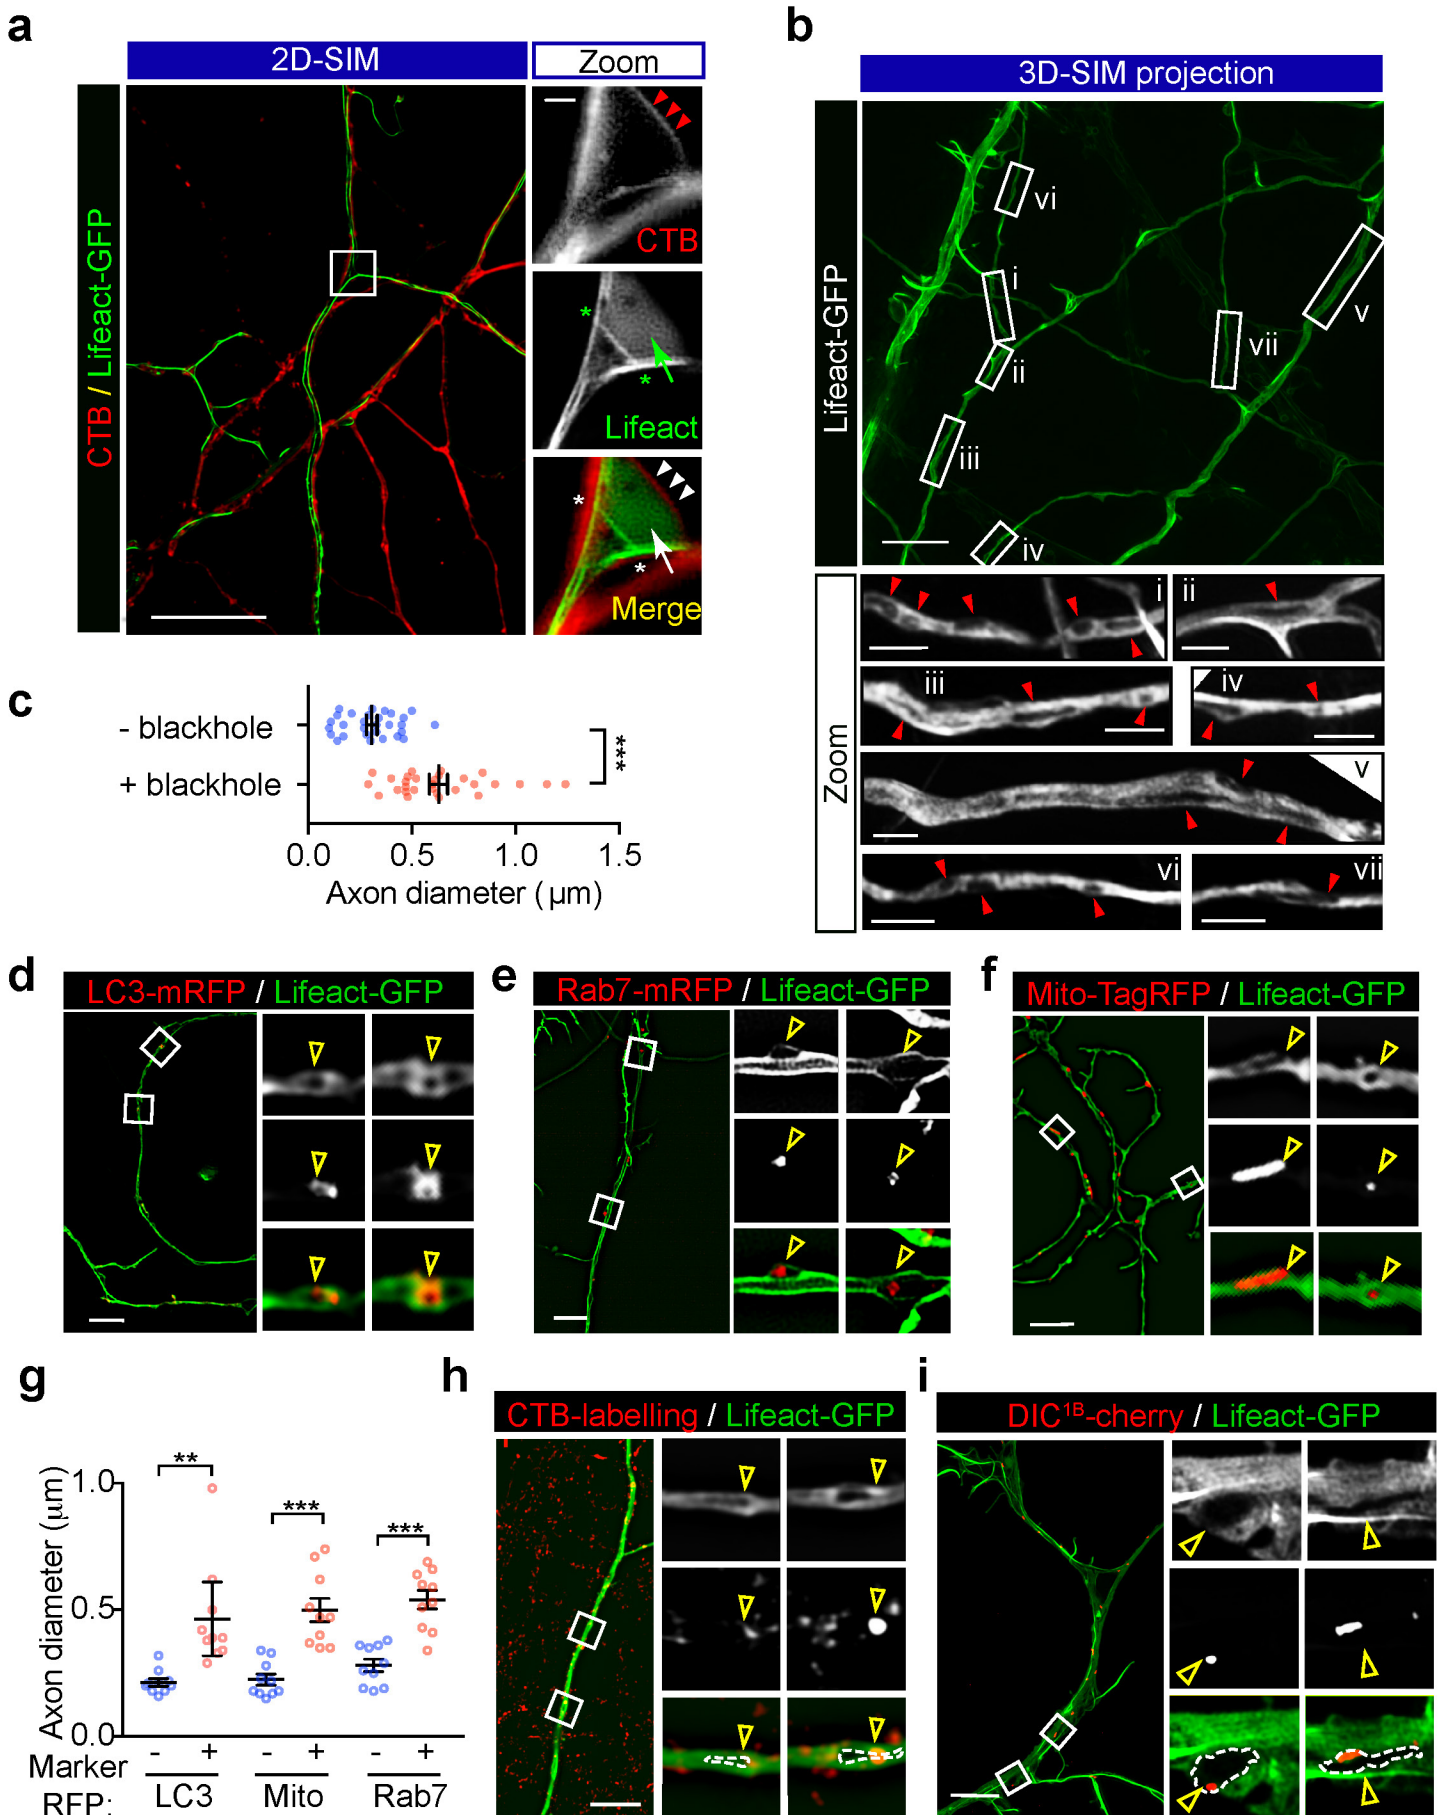 a
2D-SIM
Zoom
CTB / Lifeact-GFP
CTB
*
*
Lifeact
*
*
Merge
b
3D-SIM projection
Lifeact-GFP
vi
i
v
vii
ii
iii
iv
Zoom
i
ii
iii
iv
v
vi
vii
c
- blackhole
+ blackhole
***
0.0 0.5 1.0 1.5
Axon diameter (μm)
d
LC3-mRFP / Lifeact-GFP
e
Rab7-mRFP / Lifeact-GFP
f
Mito-TagRFP / Lifeact-GFP
g
Axon diameter (μm)
1.0
0.5
0.0
**
***
***
Marker - + - + - +
RFP: LC3 Mito Rab7
h
CTB-labelling / Lifeact-GFP
i
DIC1B-cherry / Lifeact-GFP